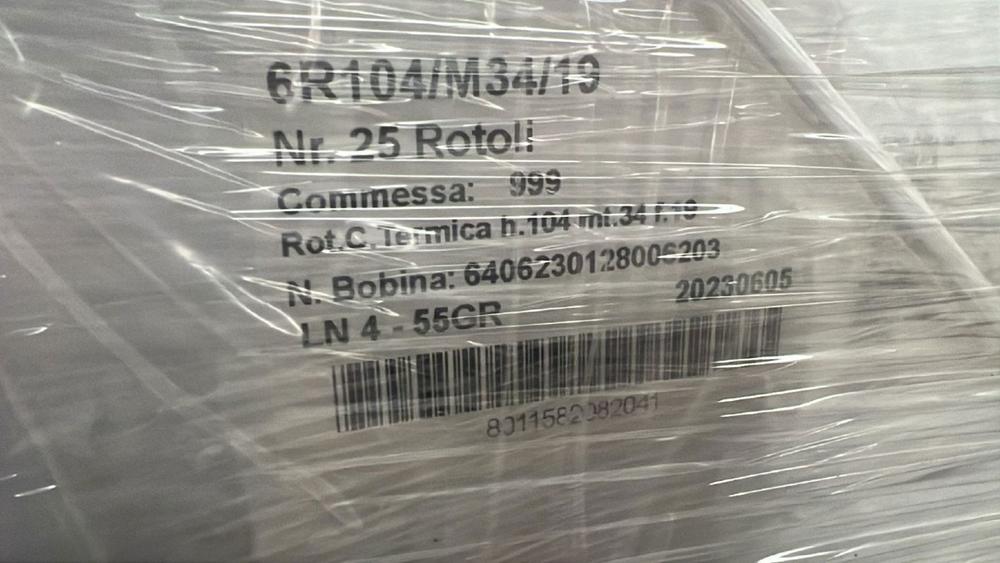 6R104/M34/19
Nr. 25 Rotoli
Commessa: 999
Rot.C.Termica h.104 mt.34 f.19
N. Bobina: 6406230128006203
LN 4 - 55GR 20230605
8011582082041